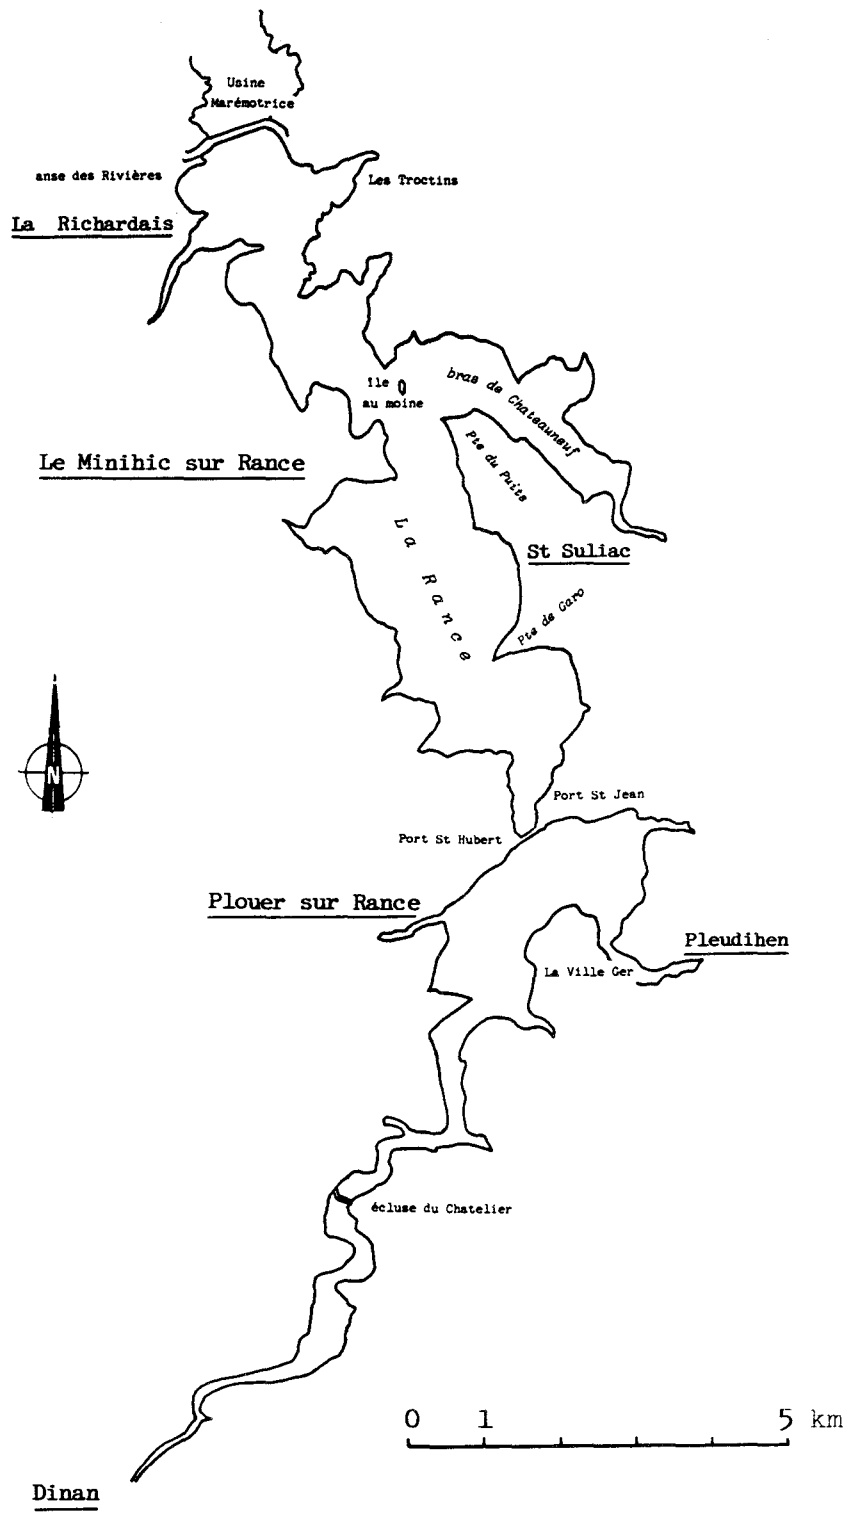 Usine
Marémotrice
anse des Rivières
Les Troctins
La Richardais
île
au moine
bras de Chateauneuf
Pte du Puits
Le Minihic sur Rance
La Rance
St Suliac
Pte de Garo
N
Port St Jean
Port St Hubert
Plouer sur Rance
Pleudihen
La Ville Ger
écluse du Chatelier
0 1 5 km
Dinan